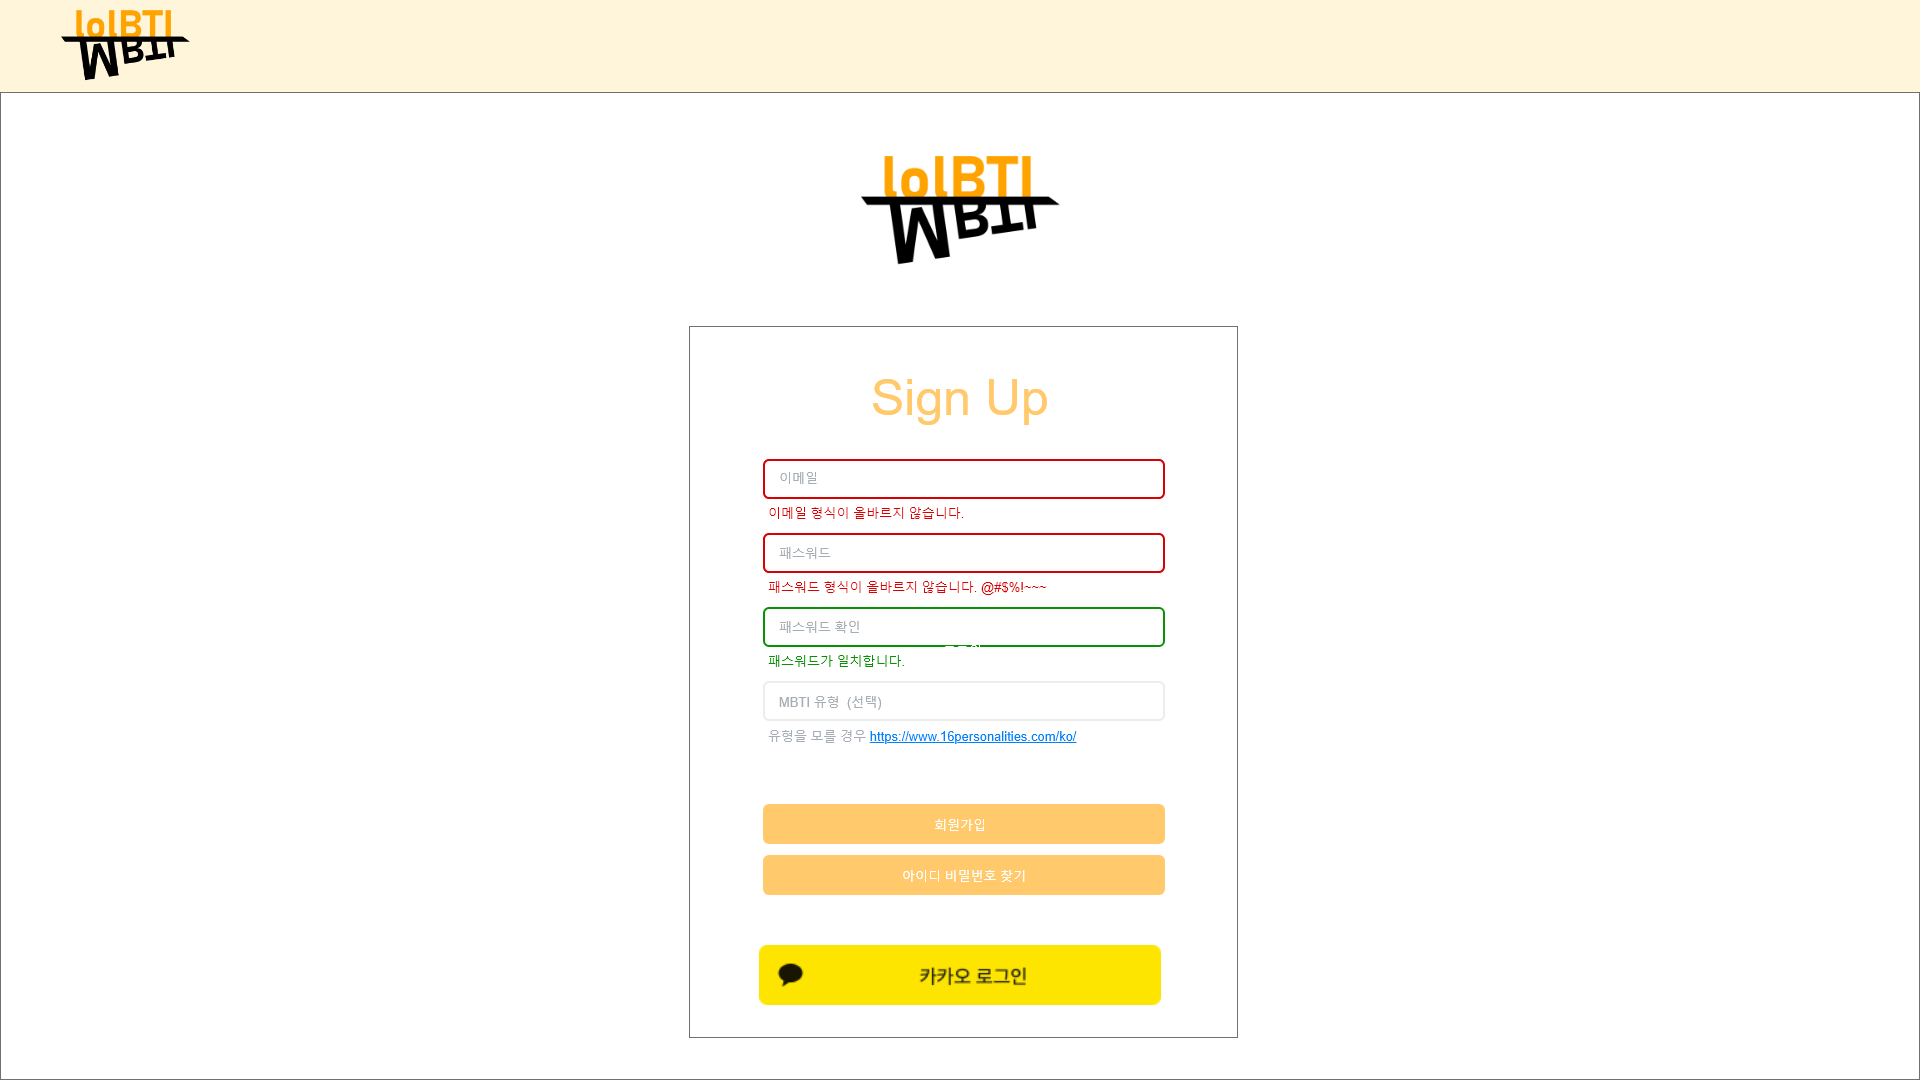 lolBTI
MBTI
lolBTI
MBTI
Sign Up
이메일
이메일 형식이 올바르지 않습니다.
패스워드
패스워드 형식이 올바르지 않습니다. @#$%!~~~
패스워드 확인
패스워드가 일치합니다.
MBTI 유형 (선택)
유형을 모를 경우 https://www.16personalities.com/ko/
회원가입
아이디 비밀번호 찾기
카카오 로그인